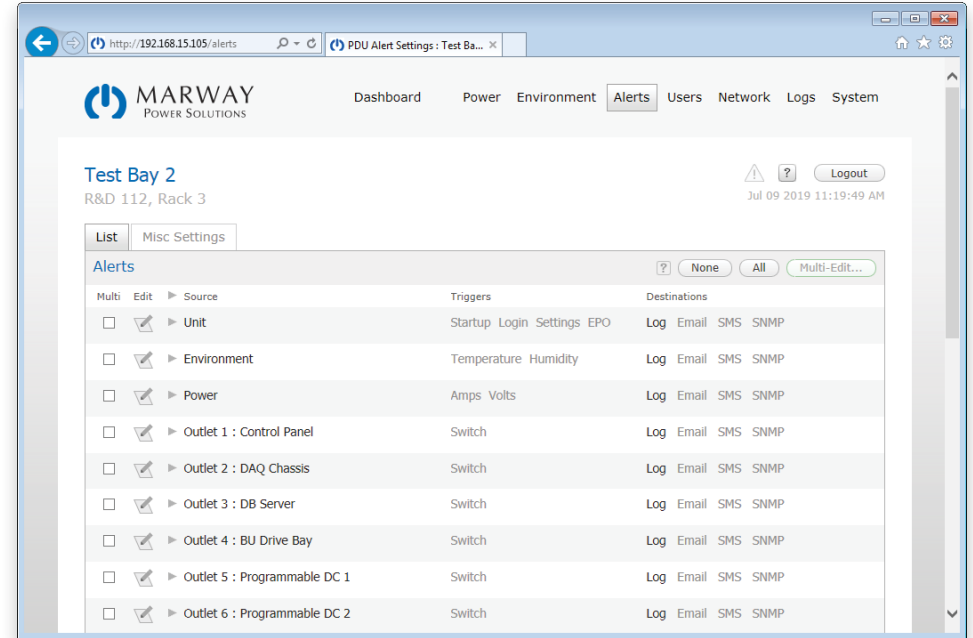 http://192.168.15.105/alerts
PDU Alert Settings : Test Ba...
MARWAY
POWER SOLUTIONS
Dashboard Power Environment Alerts Users Network Logs System
Test Bay 2
? Logout
R&D 112, Rack 3
Jul 09 2019 11:19:49 AM
List Misc Settings
Alerts ? None All Multi-Edit...
Multi Edit Source Triggers Destinations
Unit Startup Login Settings EPO Log Email SMS SNMP
Environment Temperature Humidity Log Email SMS SNMP
Power Amps Volts Log Email SMS SNMP
Outlet 1 : Control Panel Switch Log Email SMS SNMP
Outlet 2 : DAQ Chassis Switch Log Email SMS SNMP
Outlet 3 : DB Server Switch Log Email SMS SNMP
Outlet 4 : BU Drive Bay Switch Log Email SMS SNMP
Outlet 5 : Programmable DC 1 Switch Log Email SMS SNMP
Outlet 6 : Programmable DC 2 Switch Log Email SMS SNMP